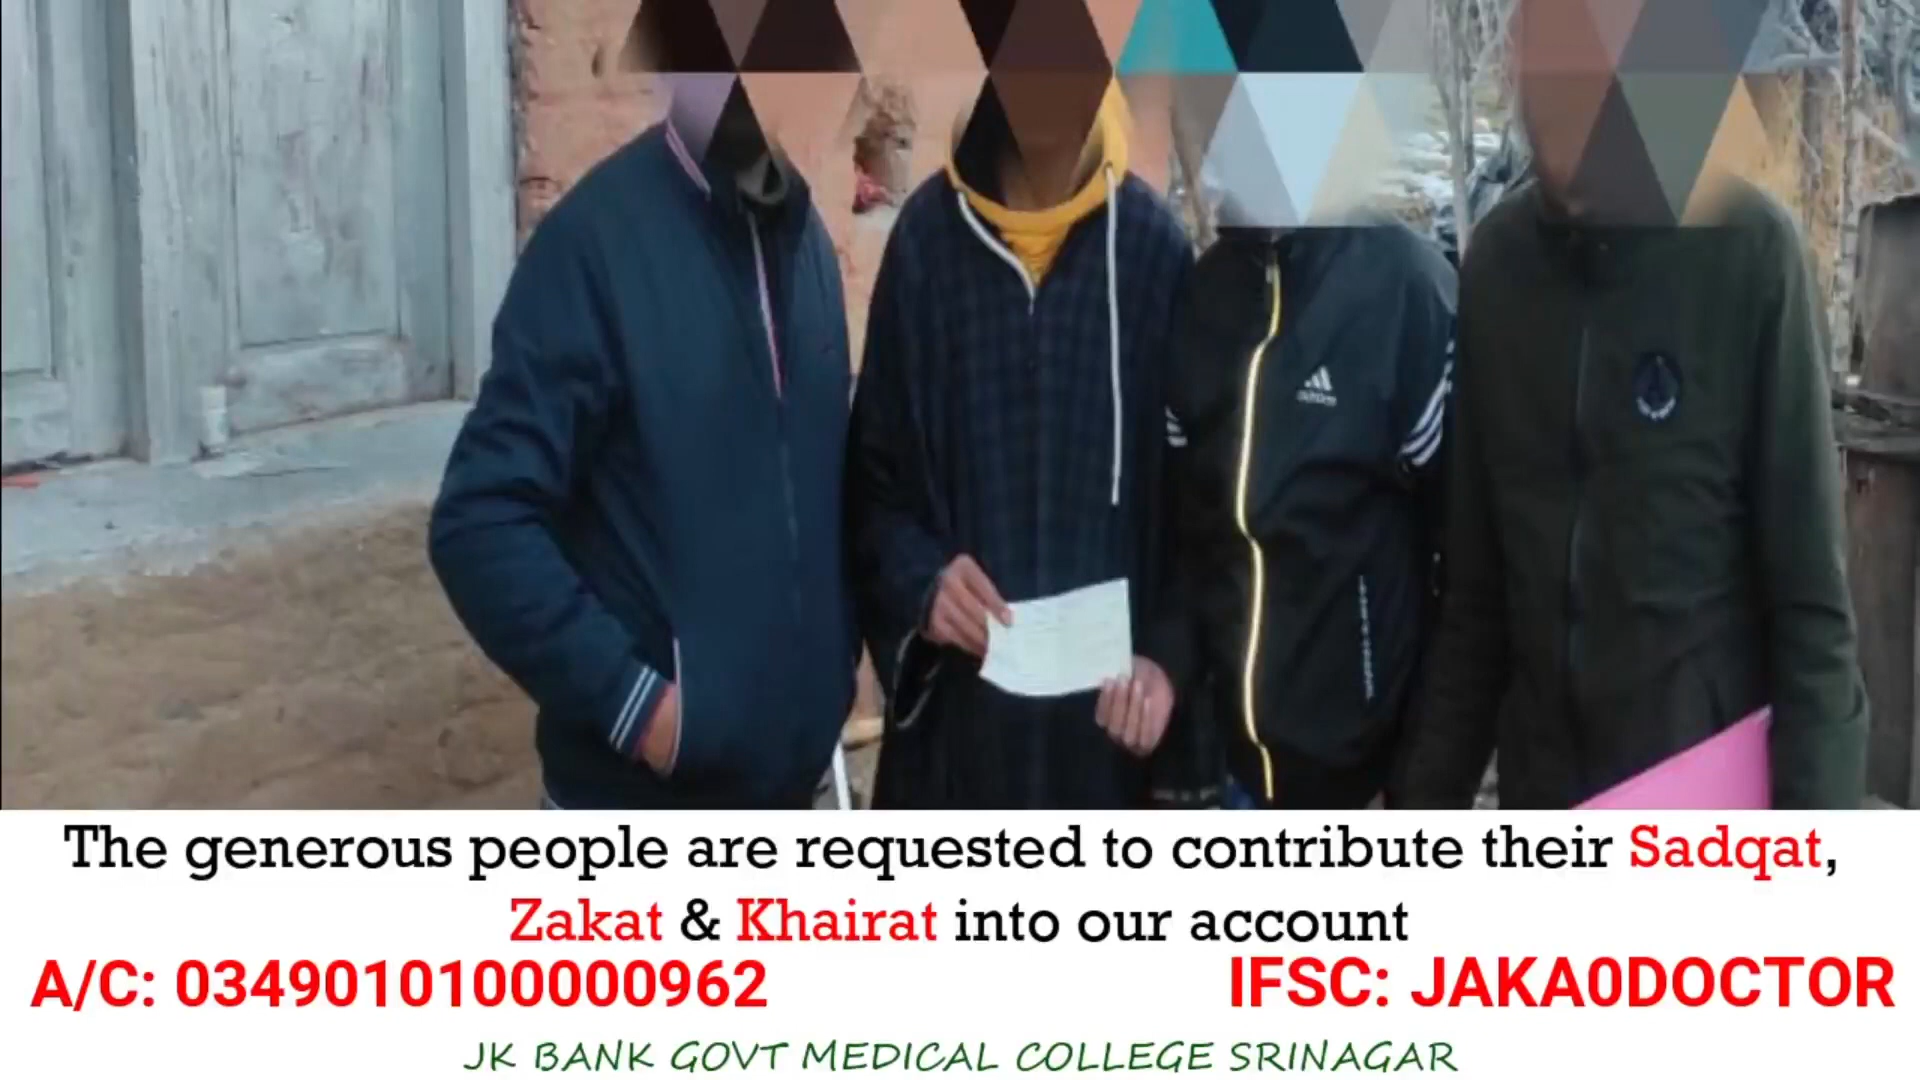 The generous people are requested to contribute their Sadqat,
Zakat & Khairat into our account
A/C: 0349010100000962
IFSC: JAKA0DOCTOR
JK BANK GOVT MEDICAL COLLEGE SRINAGAR
adidas